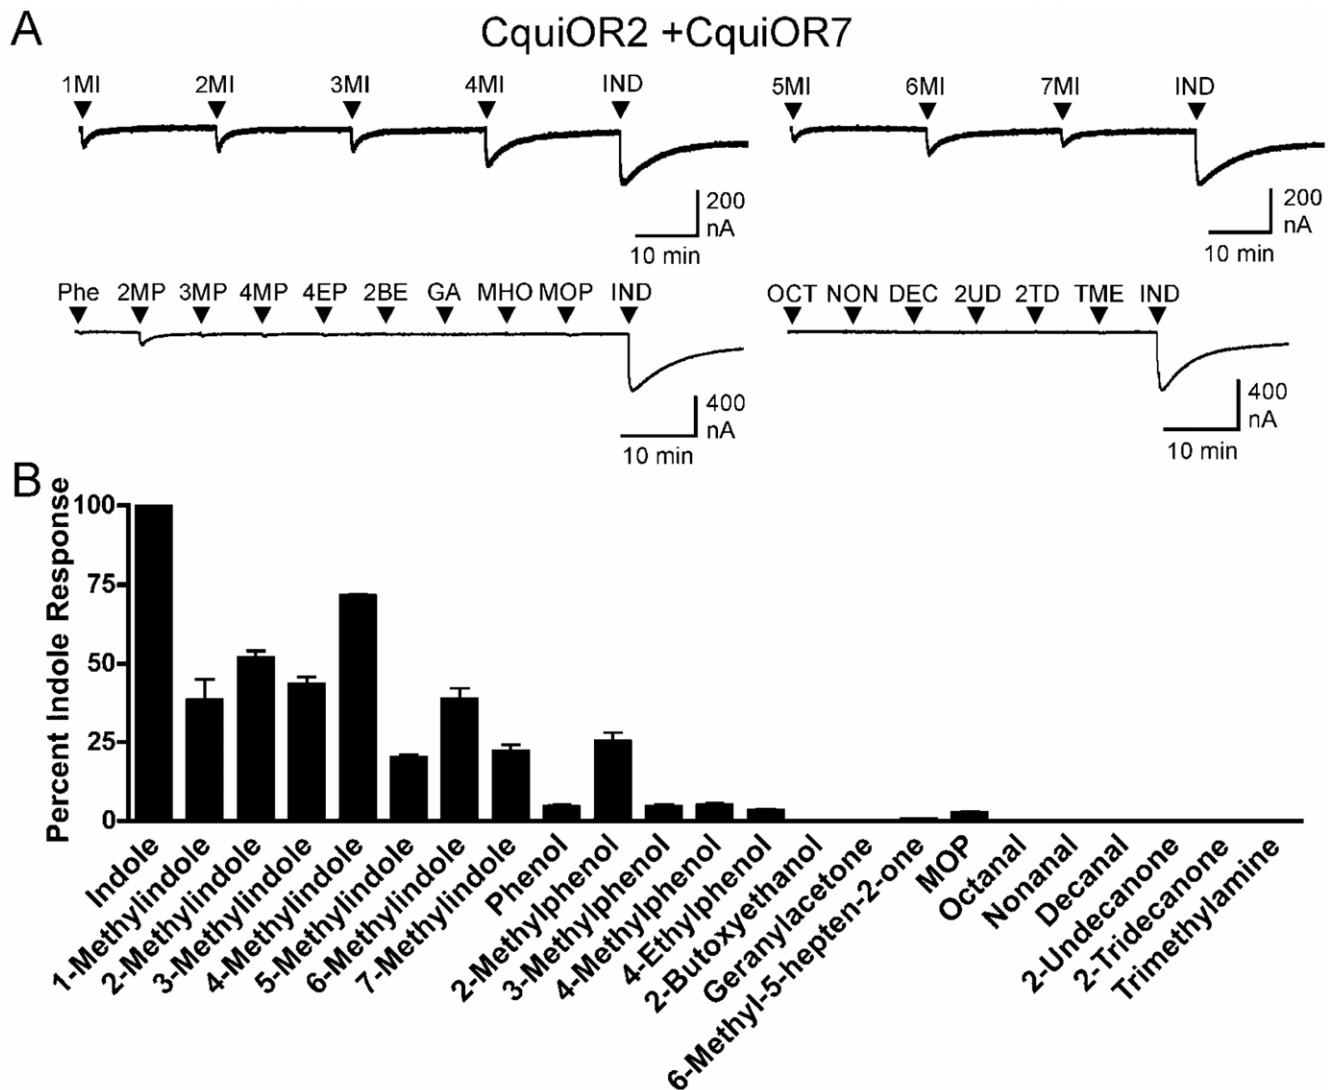 A
CquiOR2 +CquiOR7
1MI 2MI 3MI 4MI IND
200
nA
10 min
5MI 6MI 7MI IND
200
nA
10 min
Phe 2MP 3MP 4MP 4EP 2BE GA MHO MOP IND
400
nA
10 min
OCT NON DEC 2UD 2TD TME IND
400
nA
10 min
B
Percent Indole Response
100
75
50
25
0
Indole
1-Methylindole
2-Methylindole
3-Methylindole
4-Methylindole
5-Methylindole
6-Methylindole
7-Methylindole
Phenol
2-Methylphenol
3-Methylphenol
4-Methylphenol
4-Ethylphenol
2-Butoxyethanol
Geranylacetone
6-Methyl-5-hepten-2-one
MOP
Octanal
Nonanal
Decanal
2-Undecanone
2-Tridecanone
Trimethylamine